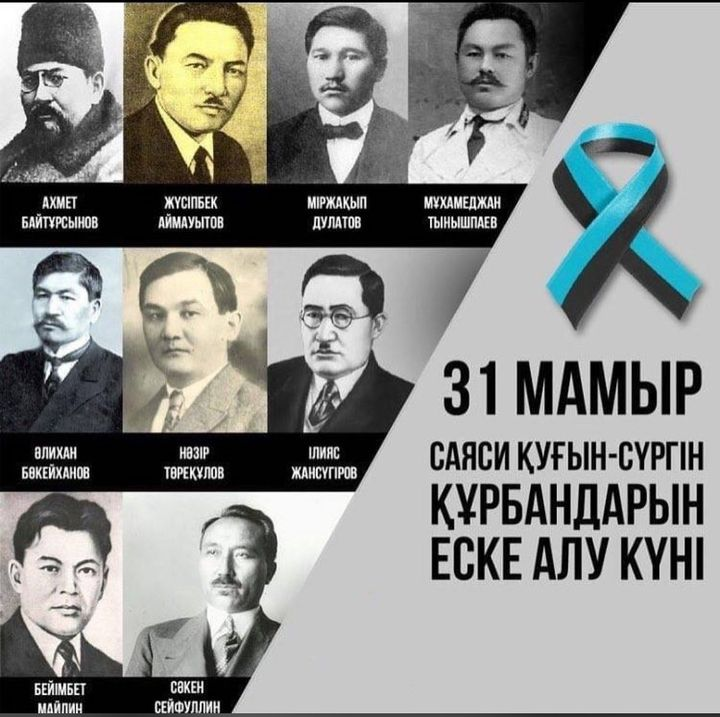 АХМЕТ
БАЙТҰРСЫНОВ
ЖҮСІПБЕК
АЙМАУЫТОВ
МІРЖАҚЫП
ДУЛАТОВ
МҰХАМЕДЖАН
ТЫНЫШПАЕВ
ӘЛИХАН
БӨКЕЙХАНОВ
НӘЗІР
ТӨРЕҚҰЛОВ
ІЛИЯС
ЖАНСҮГІРОВ
БЕЙІМБЕТ
МАЙЛИН
СӘКЕН
СЕЙФУЛЛИН
31 МАМЫР
САЯСИ ҚУҒЫН-СҮРГІН
ҚҰРБАНДАРЫН
ЕСКЕ АЛУ КҮНІ